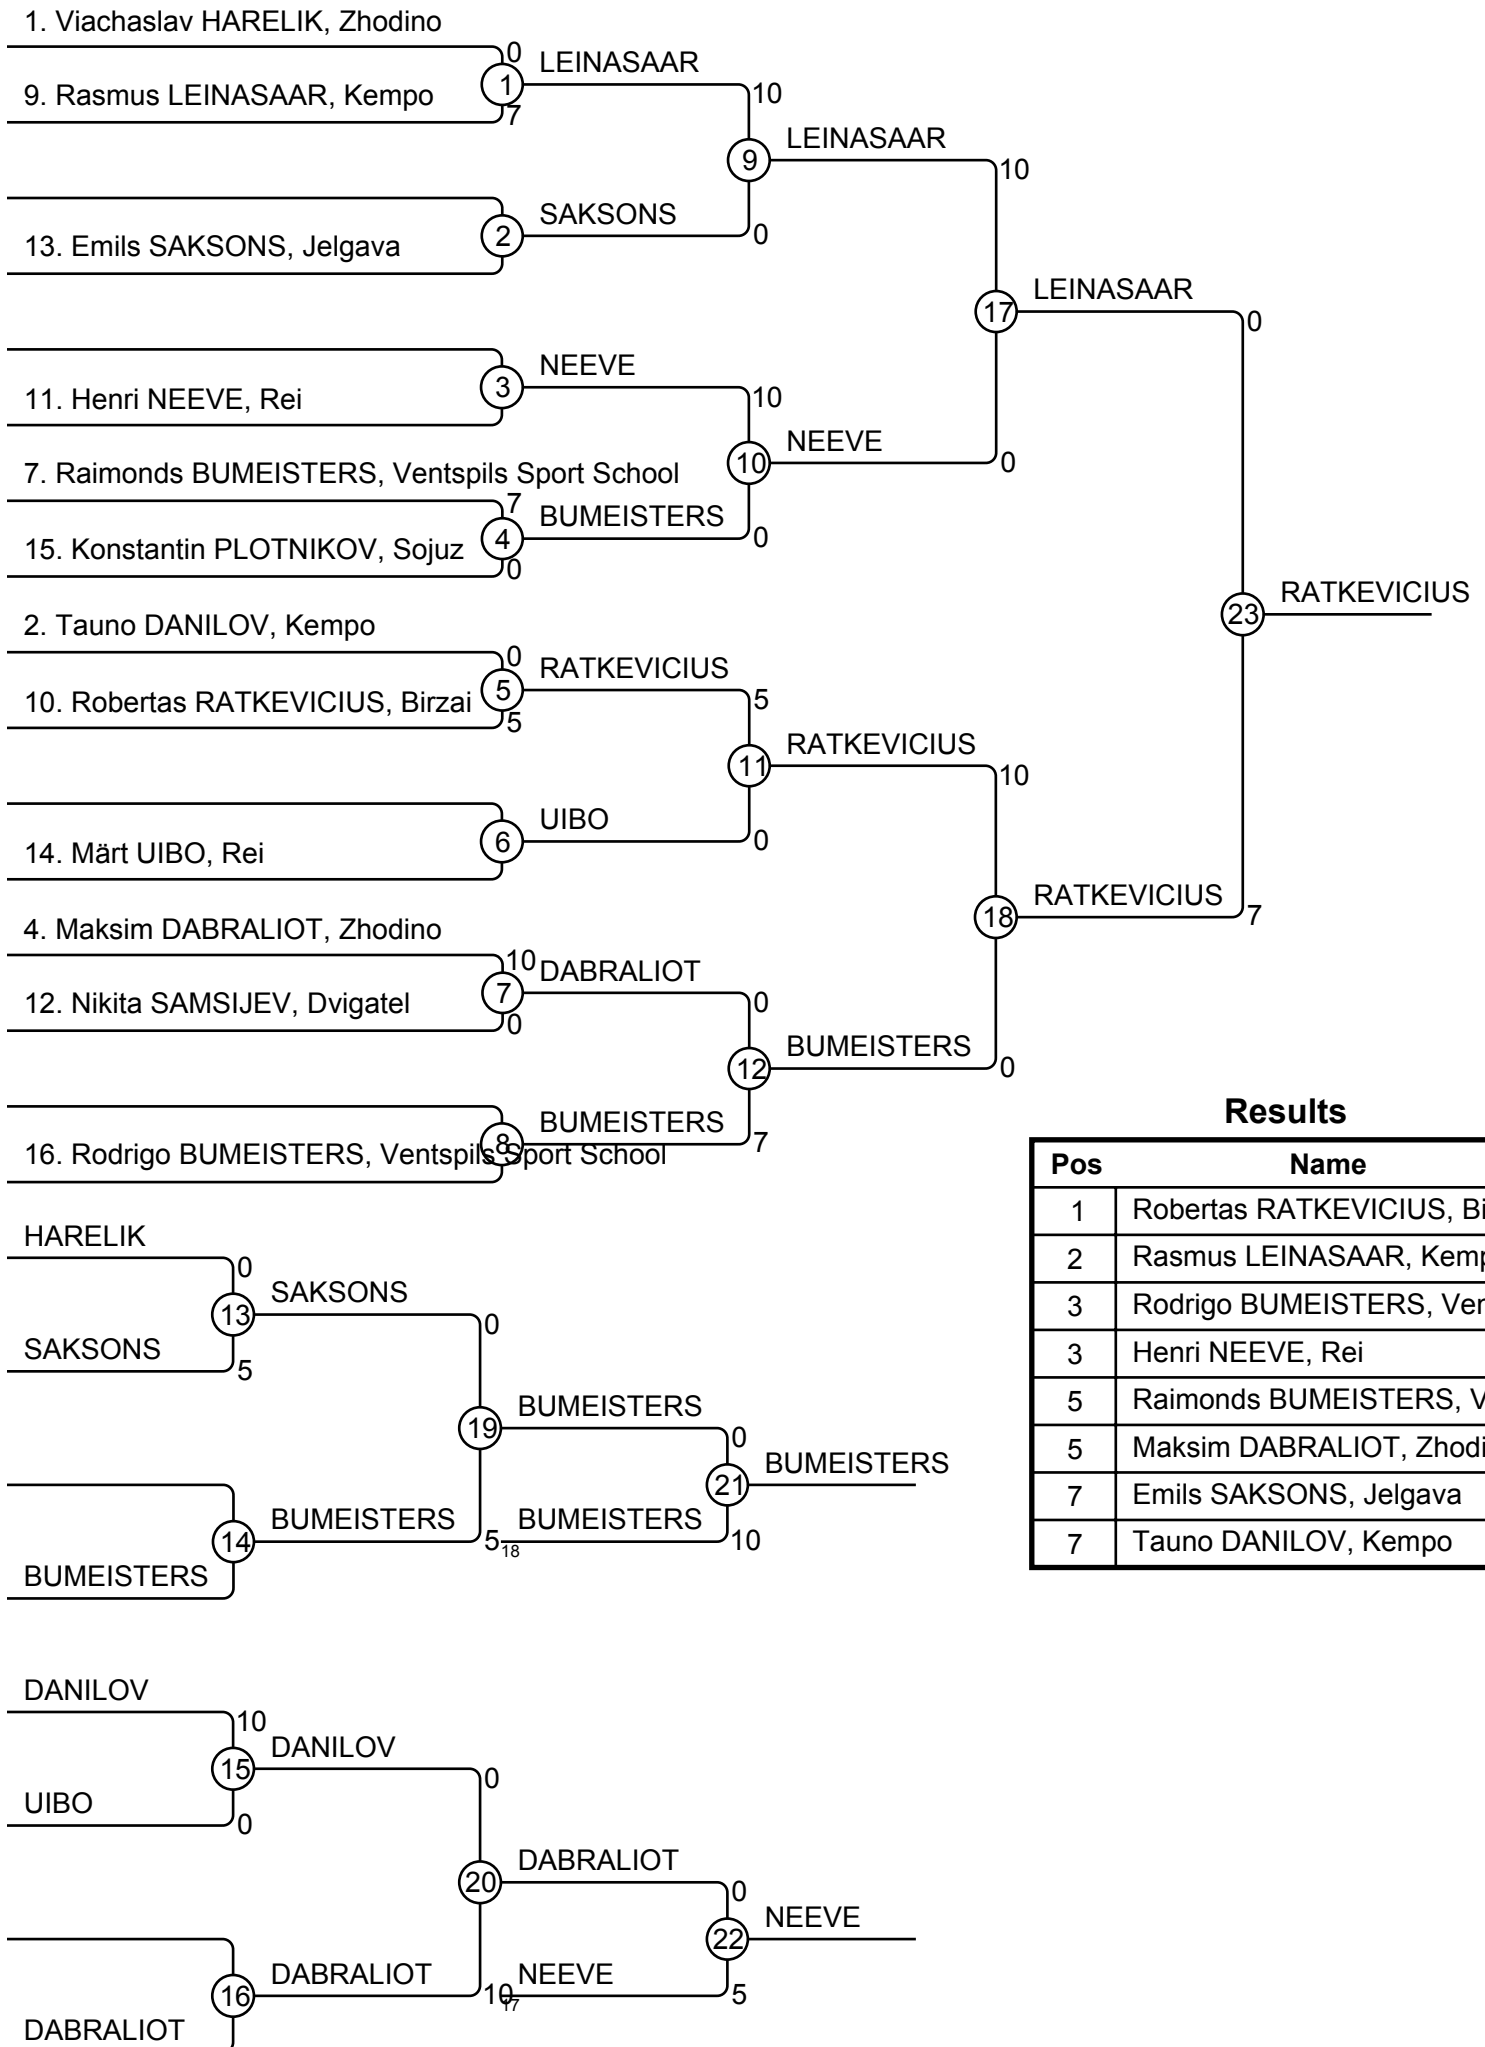 1. Viachaslav HARELIK, Zhodino
0
LEINASAAR
1
9. Rasmus LEINASAAR, Kempo
7
10
LEINASAAR
9
10
SAKSONS
2
13. Emils SAKSONS, Jelgava
0
LEINASAAR
17
0
NEEVE
3
11. Henri NEEVE, Rei
10
NEEVE
10
0
7. Raimonds BUMEISTERS, Ventspils Sport School
7
BUMEISTERS
4
15. Konstantin PLOTNIKOV, Sojuz
0
0
RATKEVICIUS
23
2. Tauno DANILOV, Kempo
0
RATKEVICIUS
5
10. Robertas RATKEVICIUS, Birzai
5
5
RATKEVICIUS
11
10
UIBO
6
14. Märt UIBO, Rei
0
RATKEVICIUS
18
7
4. Maksim DABRALIOT, Zhodino
10
DABRALIOT
7
12. Nikita SAMSIJEV, Dvigatel
0
0
BUMEISTERS
12
0
BUMEISTERS
8
16. Rodrigo BUMEISTERS, Ventspils Sport School
7
Results
Pos Name
1 Robertas RATKEVICIUS, Bi
2 Rasmus LEINASAAR, Kemp
3 Rodrigo BUMEISTERS, Ven
3 Henri NEEVE, Rei
5 Raimonds BUMEISTERS, V
5 Maksim DABRALIOT, Zhodi
7 Emils SAKSONS, Jelgava
7 Tauno DANILOV, Kempo
HARELIK
0
SAKSONS
13
SAKSONS
5
0
BUMEISTERS
19
0
BUMEISTERS
21
BUMEISTERS
14
5
18
BUMEISTERS
10
BUMEISTERS
DANILOV
10
DANILOV
15
UIBO
0
0
DABRALIOT
20
0
NEEVE
22
DABRALIOT
16
10
17
NEEVE
5
DABRALIOT